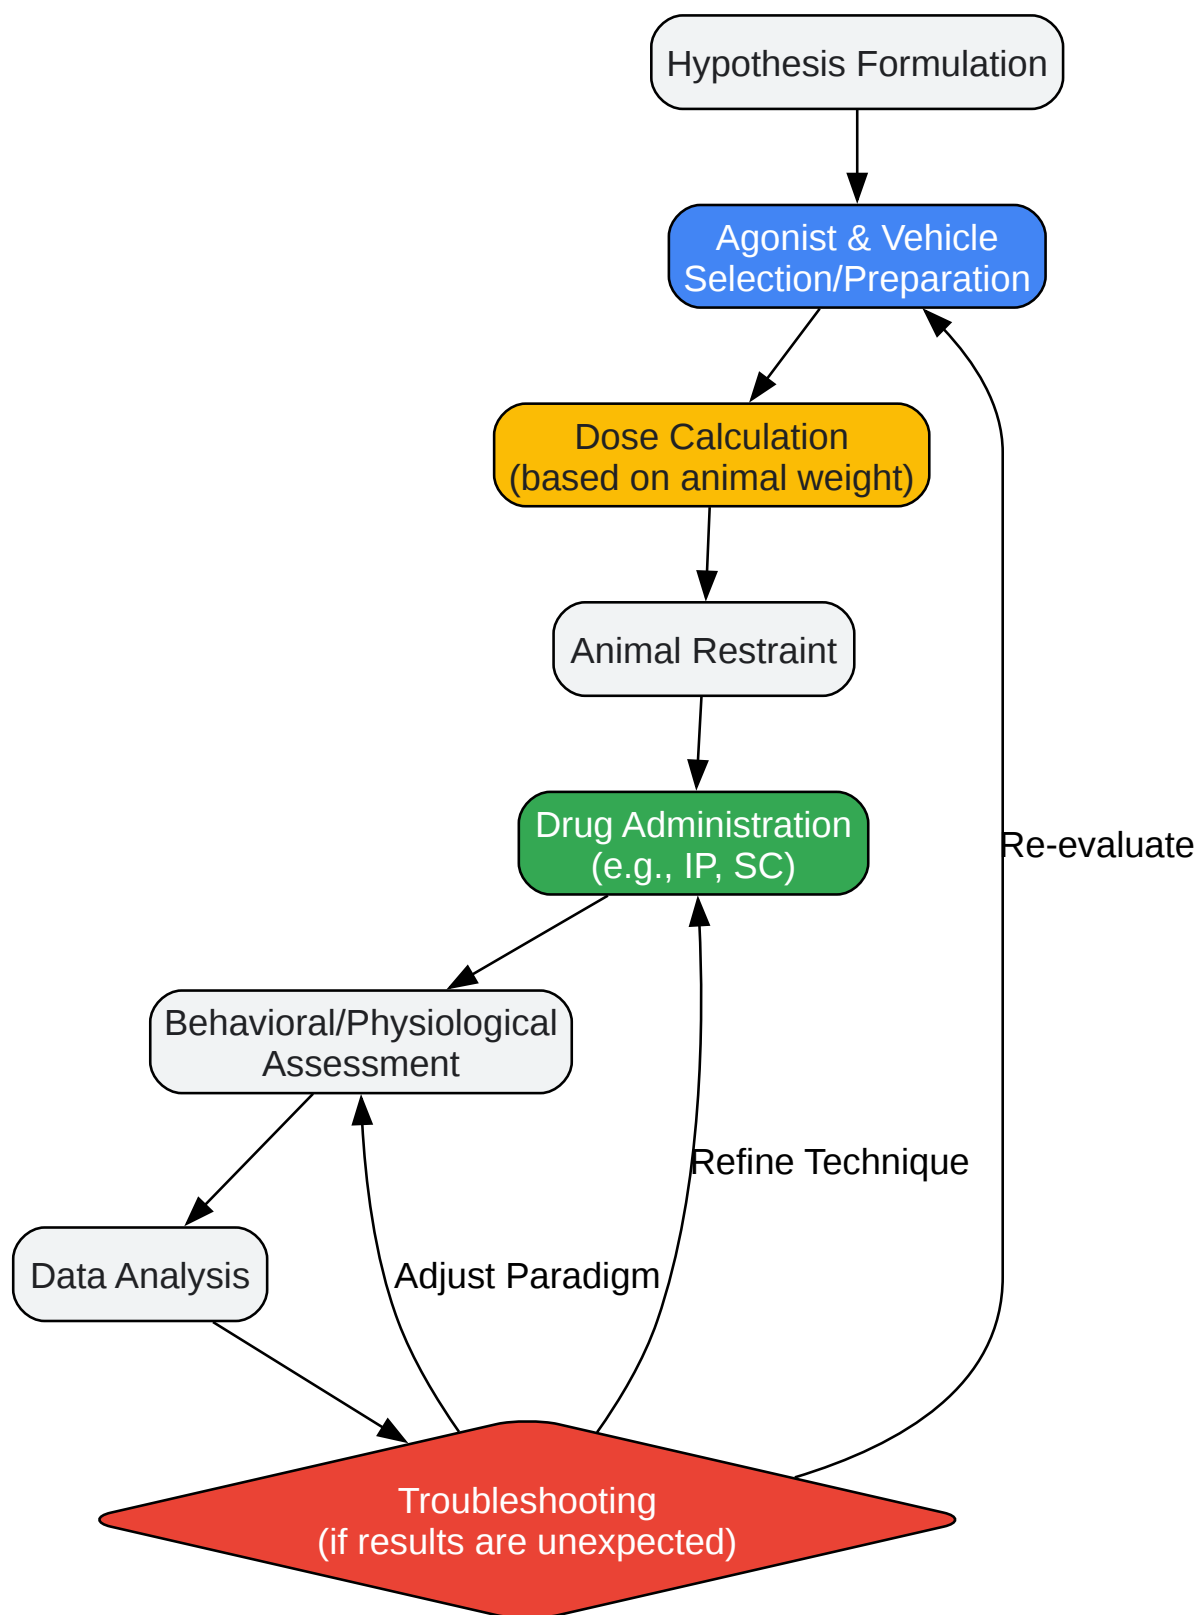 Hypothesis Formulation
Agonist & Vehicle
Selection/Preparation
Dose Calculation
(based on animal weight)
Animal Restraint
Drug Administration
(e.g., IP, SC)
Re-evaluate
Behavioral/Physiological
Assessment
Refine Technique
Data Analysis
Adjust Paradigm
Troubleshooting
(if results are unexpected)